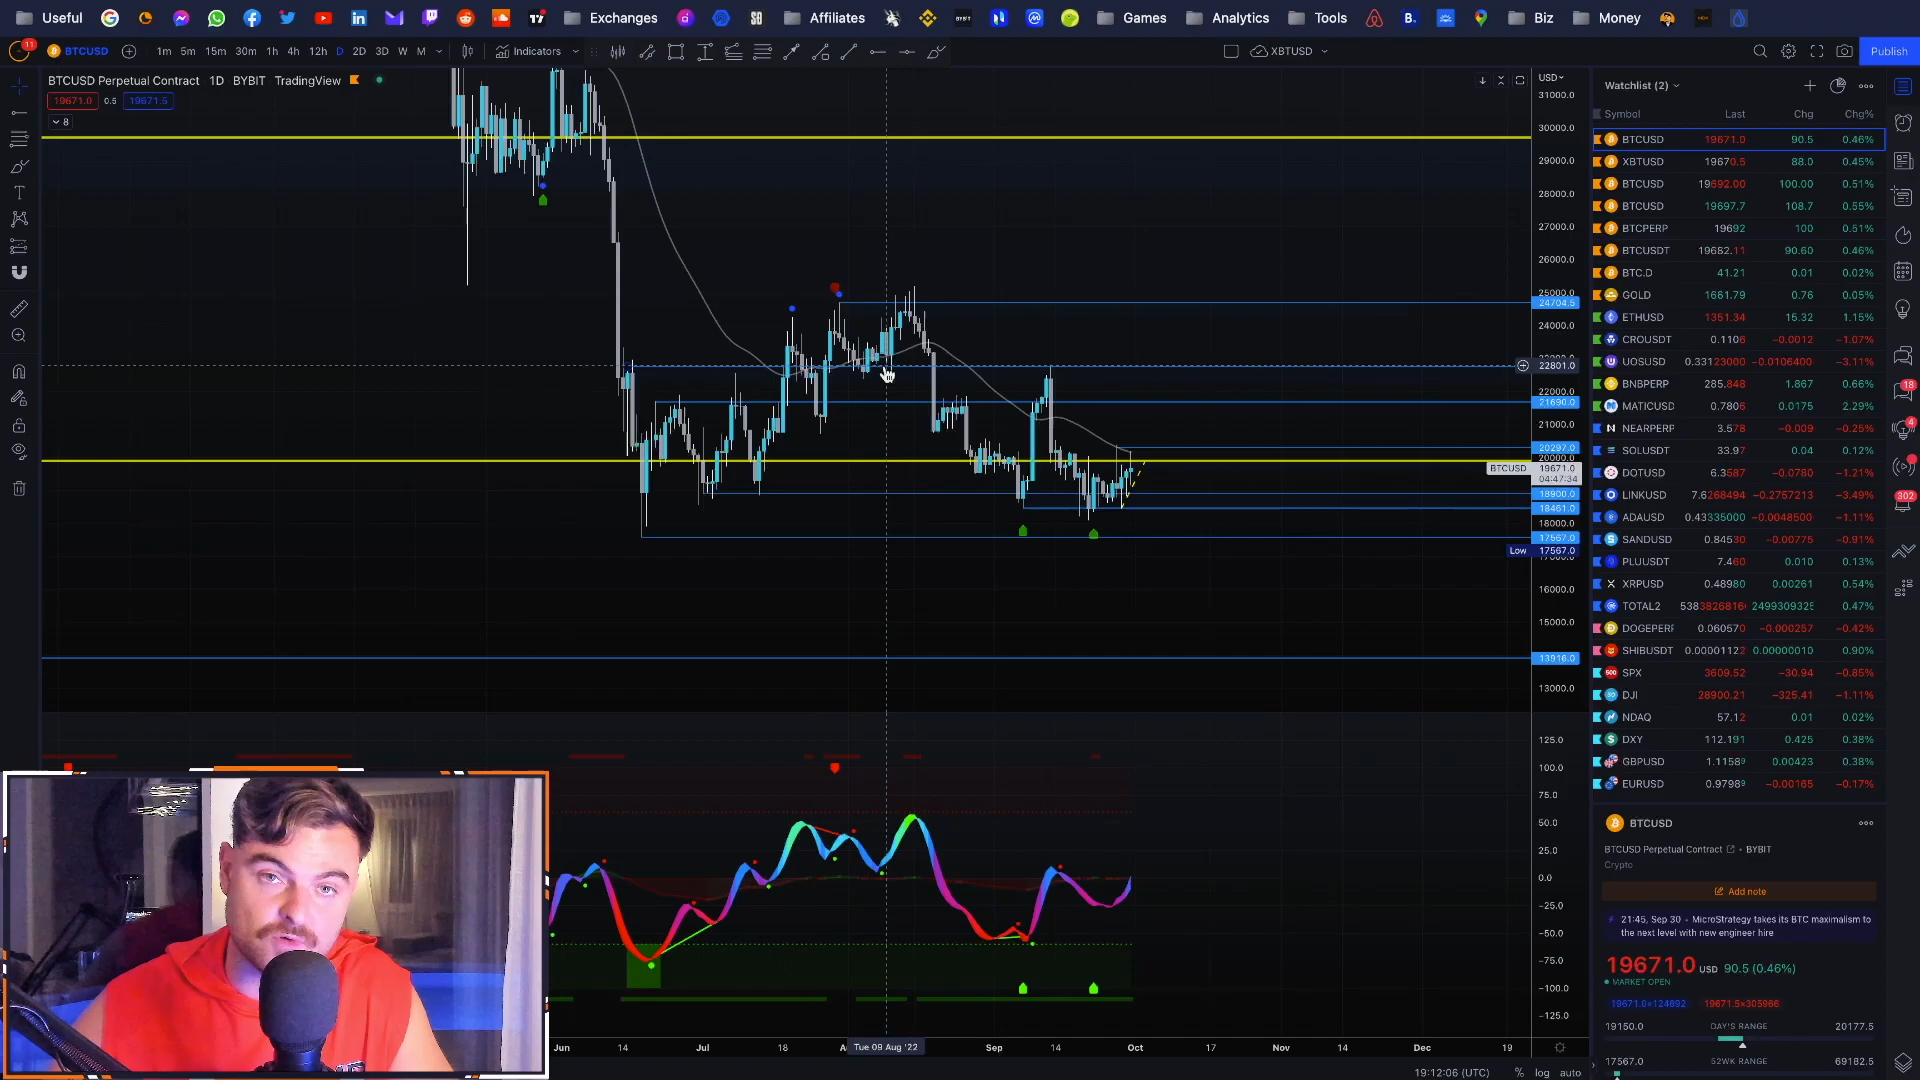 Useful
Exchanges
Affiliates
BYBIT
Games
Analytics
Tools
B.
Biz
Money
11
BTCUSD
1m 5m 15m 30m 1h 4h 12h D 2D 3D W M
Indicators
XBTUSD
Publish
BTCUSD Perpetual Contract · 1D · BYBIT · TradingView
19671.0 0.5 19671.5
8
USD
31000.0
30000.0
29000.0
28000.0
27000.0
26000.0
25000.0
24704.5
24000.0
22801.0
22000.0
21690.0
21000.0
20297.0
20000.0
BTCUSD 19671.0
04:47:34
18900.0
18461.0
18000.0
17567.0
Low 17567.0
17000.0
16000.0
15000.0
13916.0
13000.0
125.0
100.0
75.0
50.0
25.0
0.0
−25.0
−50.0
−75.0
−100.0
−125.0
Jun 14 Jul 18 Tue 09 Aug '22 Sep 14 Oct 17 Nov 14 Dec 19
19:12:06 (UTC) % log auto
Watchlist (2)
Symbol Last Chg Chg%
BTCUSD 19671.0 90.5 0.46%
XBTUSD 19670.5 88.0 0.45%
BTCUSD 19692.00 100.00 0.51%
BTCUSD 19697.7 108.7 0.55%
BTCPERP 19692 100 0.51%
BTCUSDT 19682.11 90.60 0.46%
BTC.D 41.21 0.01 0.02%
GOLD 1661.79 0.76 0.05%
ETHUSD 1351.34 15.32 1.15%
CROUSDT 0.1106 −0.0012 −1.07%
UOSUSD 0.33123000 −0.0106400 −3.11%
BNBPERP 285.848 1.867 0.66%
MATICUSD 0.7806 0.0175 2.29%
NEARPERP 3.578 −0.009 −0.25%
SOLUSDT 33.97 0.04 0.12%
DOTUSD 6.3587 −0.0780 −1.21%
LINKUSD 7.6268494 −0.2757213 −3.49%
ADAUSD 0.43335000 −0.0048500 −1.11%
SANDUSD 0.84530 −0.00775 −0.91%
PLUUSDT 7.460 0.010 0.13%
XRPUSD 0.48980 0.00261 0.54%
TOTAL2 538382681 2499309325 0.47%
DOGEPERF 0.060570 −0.000257 −0.42%
SHIBUSDT 0.00001122 0.00000010 0.90%
SPX 3609.52 −30.94 −0.85%
DJI 28900.21 −325.41 −1.11%
NDAQ 57.12 0.01 0.02%
DXY 112.191 0.425 0.38%
GBPUSD 1.11589 0.00423 0.38%
EURUSD 0.97989 −0.00165 −0.17%
18
4
302
BTCUSD
BTCUSD Perpetual Contract · BYBIT
Crypto
Add note
21:45, Sep 30 · MicroStrategy takes its BTC maximalism to
the next level with new engineer hire
19671.0 USD 90.5 (0.46%)
MARKET OPEN
19671.0×124692 19671.5×305966
19150.0 DAY'S RANGE 20177.5
17567.0 52WK RANGE 69182.5